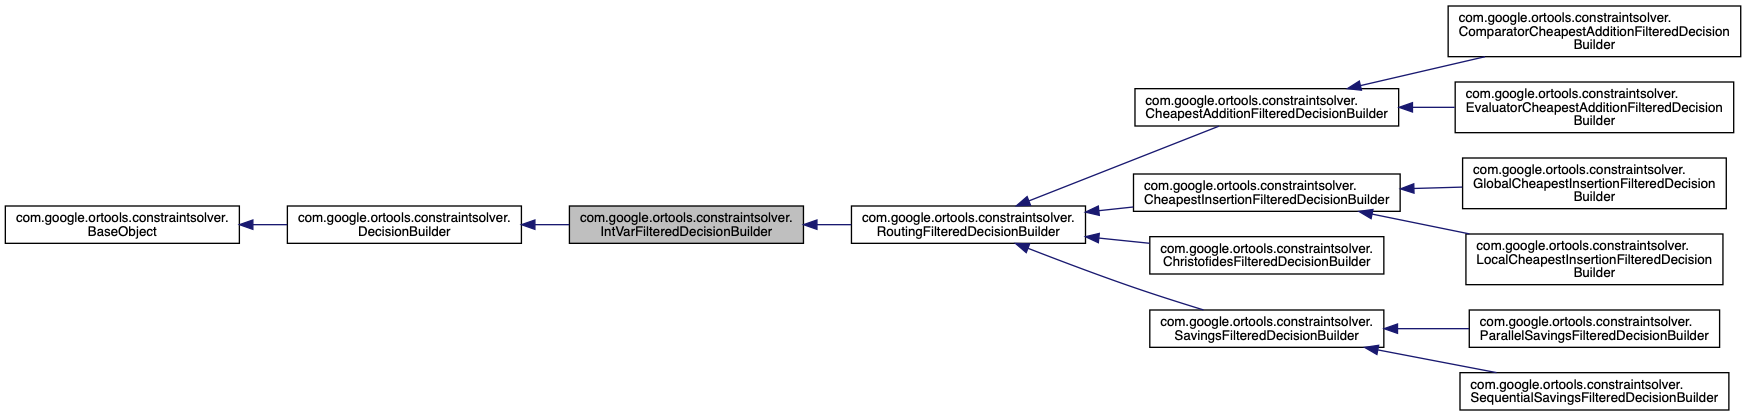 com.google.ortools.constraintsolver.
BaseObject
com.google.ortools.constraintsolver.
DecisionBuilder
com.google.ortools.constraintsolver.
IntVarFilteredDecisionBuilder
com.google.ortools.constraintsolver.
RoutingFilteredDecisionBuilder
com.google.ortools.constraintsolver.
CheapestAdditionFilteredDecisionBuilder
com.google.ortools.constraintsolver.
ComparatorCheapestAdditionFilteredDecision
Builder
com.google.ortools.constraintsolver.
EvaluatorCheapestAdditionFilteredDecision
Builder
com.google.ortools.constraintsolver.
CheapestInsertionFilteredDecisionBuilder
com.google.ortools.constraintsolver.
GlobalCheapestInsertionFilteredDecision
Builder
com.google.ortools.constraintsolver.
LocalCheapestInsertionFilteredDecision
Builder
com.google.ortools.constraintsolver.
ChristofidesFilteredDecisionBuilder
com.google.ortools.constraintsolver.
SavingsFilteredDecisionBuilder
com.google.ortools.constraintsolver.
ParallelSavingsFilteredDecisionBuilder
com.google.ortools.constraintsolver.
SequentialSavingsFilteredDecisionBuilder